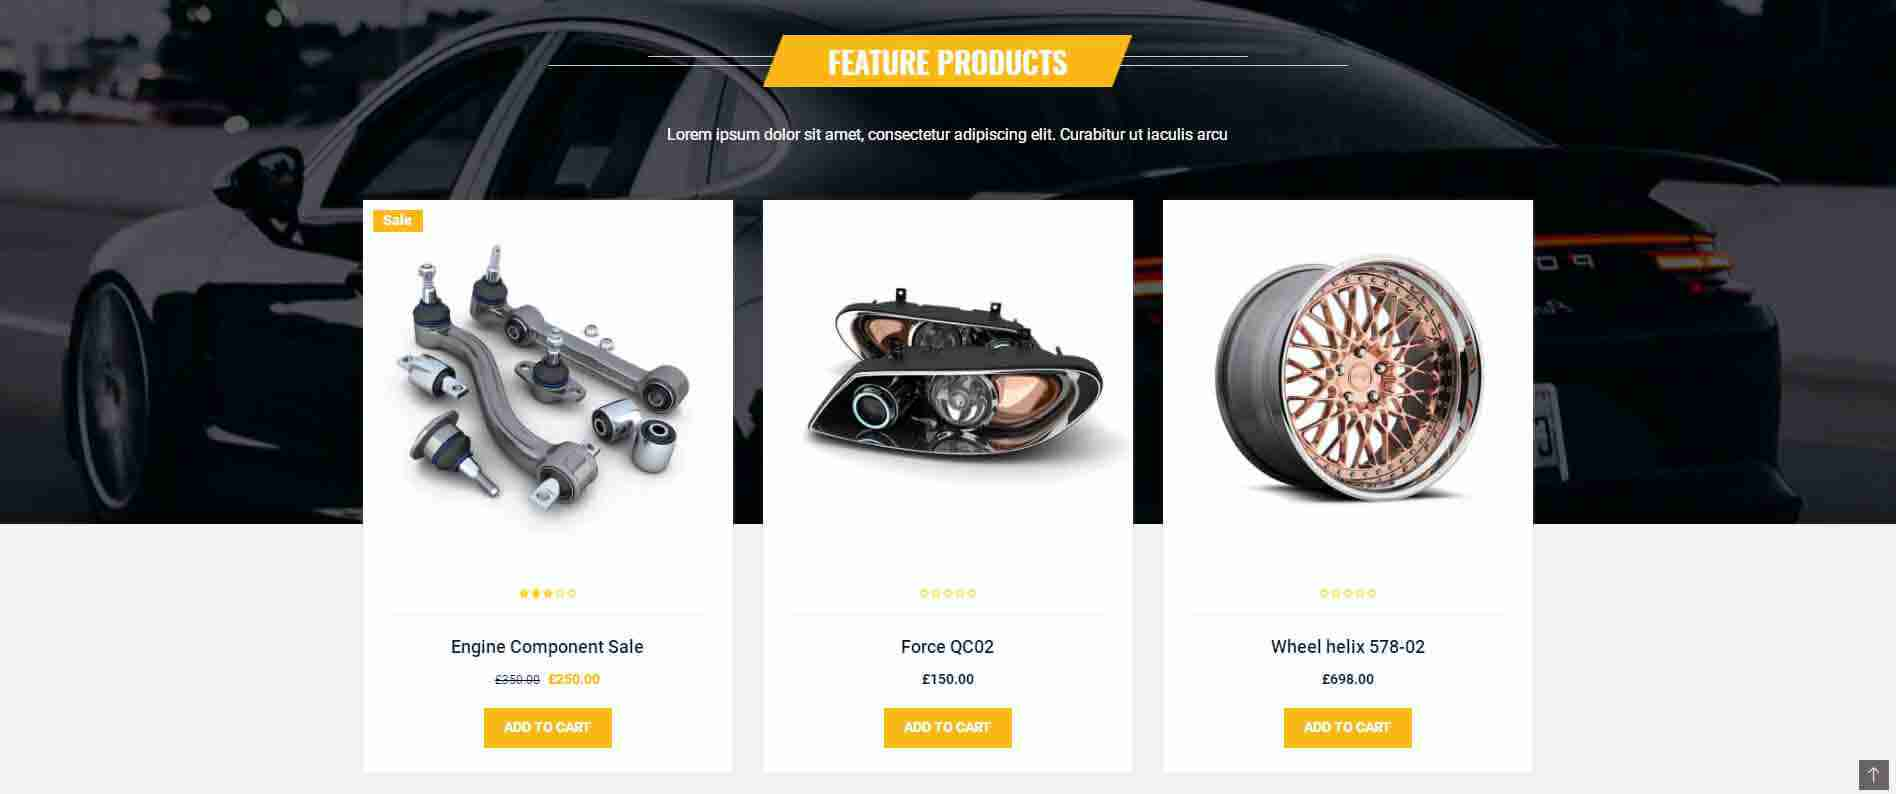 FEATURE PRODUCTS
Lorem ipsum dolor sit amet, consectetur adipiscing elit. Curabitur ut iaculis arcu
Sale
Engine Component Sale
£350.00 £250.00
ADD TO CART
Force QC02
£150.00
ADD TO CART
Wheel helix 578-02
£698.00
ADD TO CART